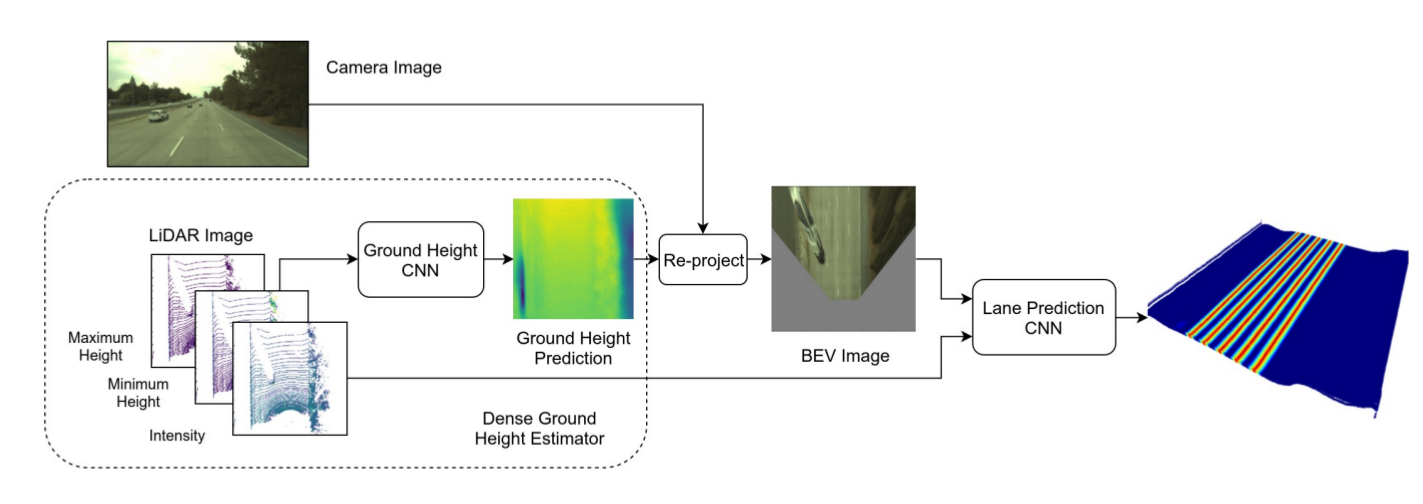 Camera Image
LiDAR Image
Maximum
Height
Minimum
Height
Intensity
Ground Height
CNN
Ground Height
Prediction
Dense Ground
Height Estimator
Re-project
BEV Image
Lane Prediction
CNN